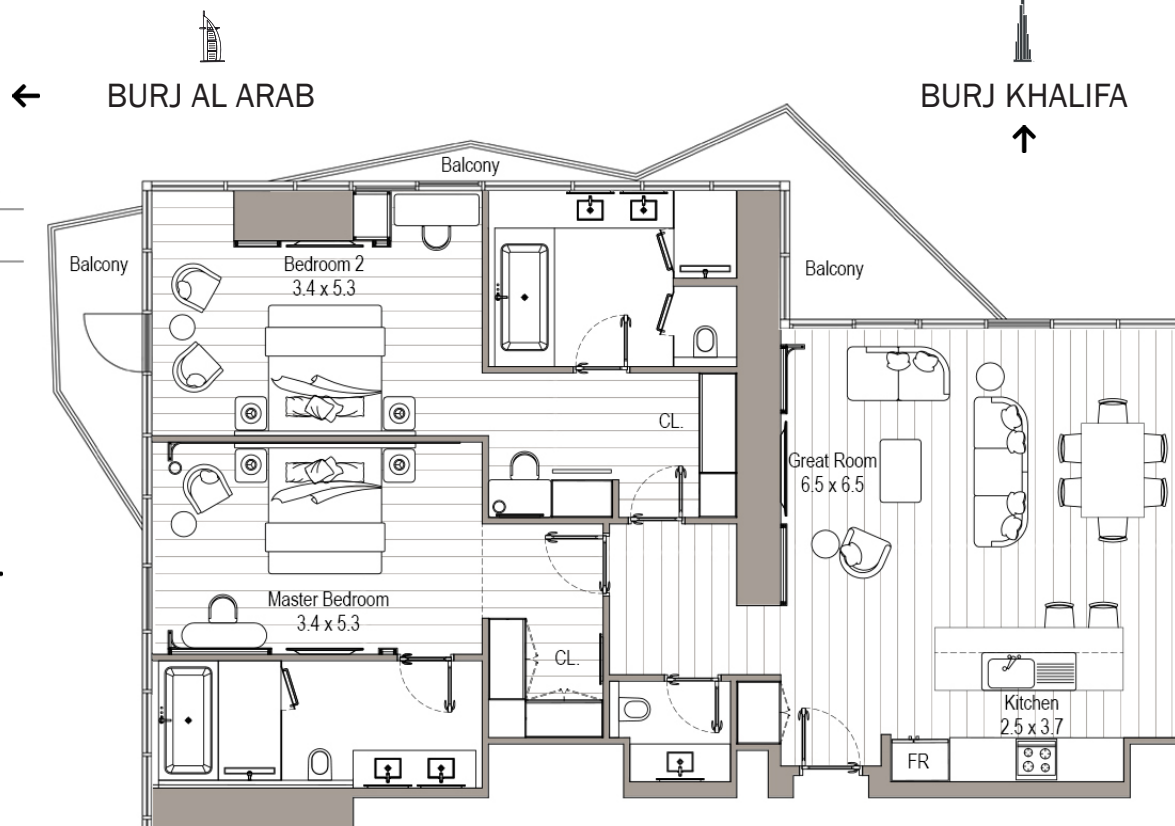 BURJ AL ARAB
BURJ KHALIFA
Balcony
Balcony
Bedroom 2
3.4 x 5.3
Balcony
CL.
Great Room
6.5 x 6.5
Master Bedroom
3.4 x 5.3
CL.
Kitchen
2.5 x 3.7
FR